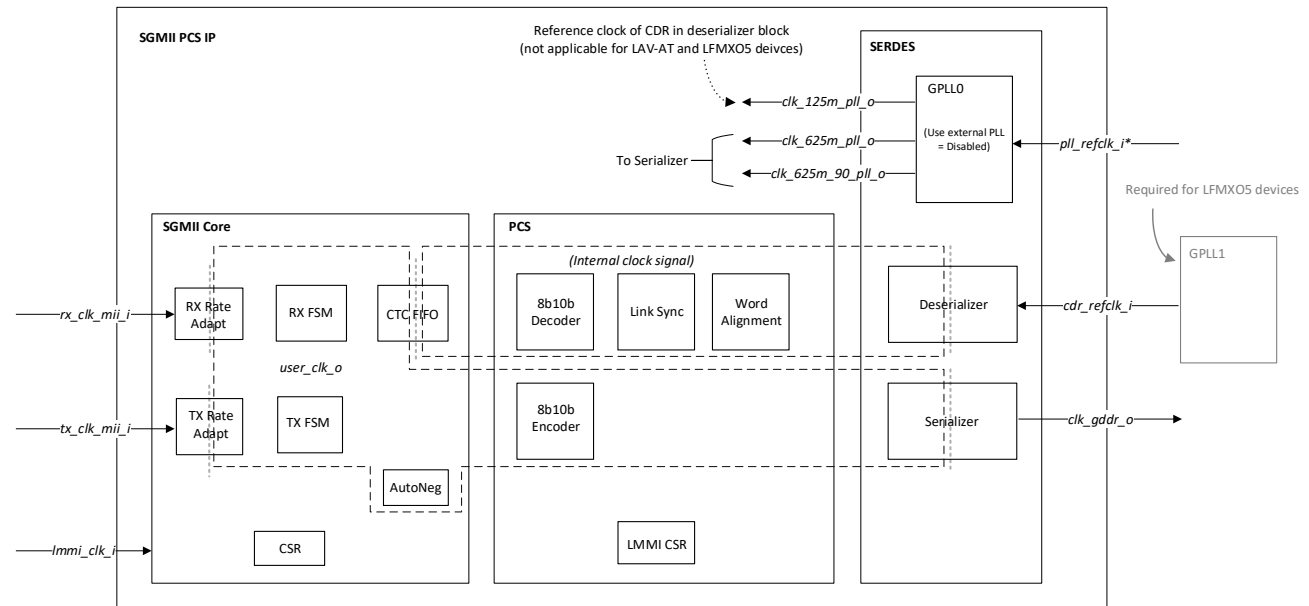 SGMII PCS IP
Reference clock of CDR in deserializer block
(not applicable for LAV-AT and LFMXO5 deivces)
SERDES
GPLL0
(Use external PLL
= Disabled)
clk_125m_pll_o
clk_625m_pll_o
To Serializer
clk_625m_90_pll_o
pll_refclk_i*
Required for LFMXO5 devices
GPLL1
SGMII Core
PCS
(Internal clock signal)
rx_clk_mii_i
RX Rate
Adapt
RX FSM
CTC FIFO
8b10b
Decoder
Link Sync
Word
Alignment
Deserializer
cdr_refclk_i
user_clk_o
tx_clk_mii_i
TX Rate
Adapt
TX FSM
8b10b
Encoder
Serializer
clk_gddr_o
AutoNeg
lmmi_clk_i
CSR
LMMI CSR